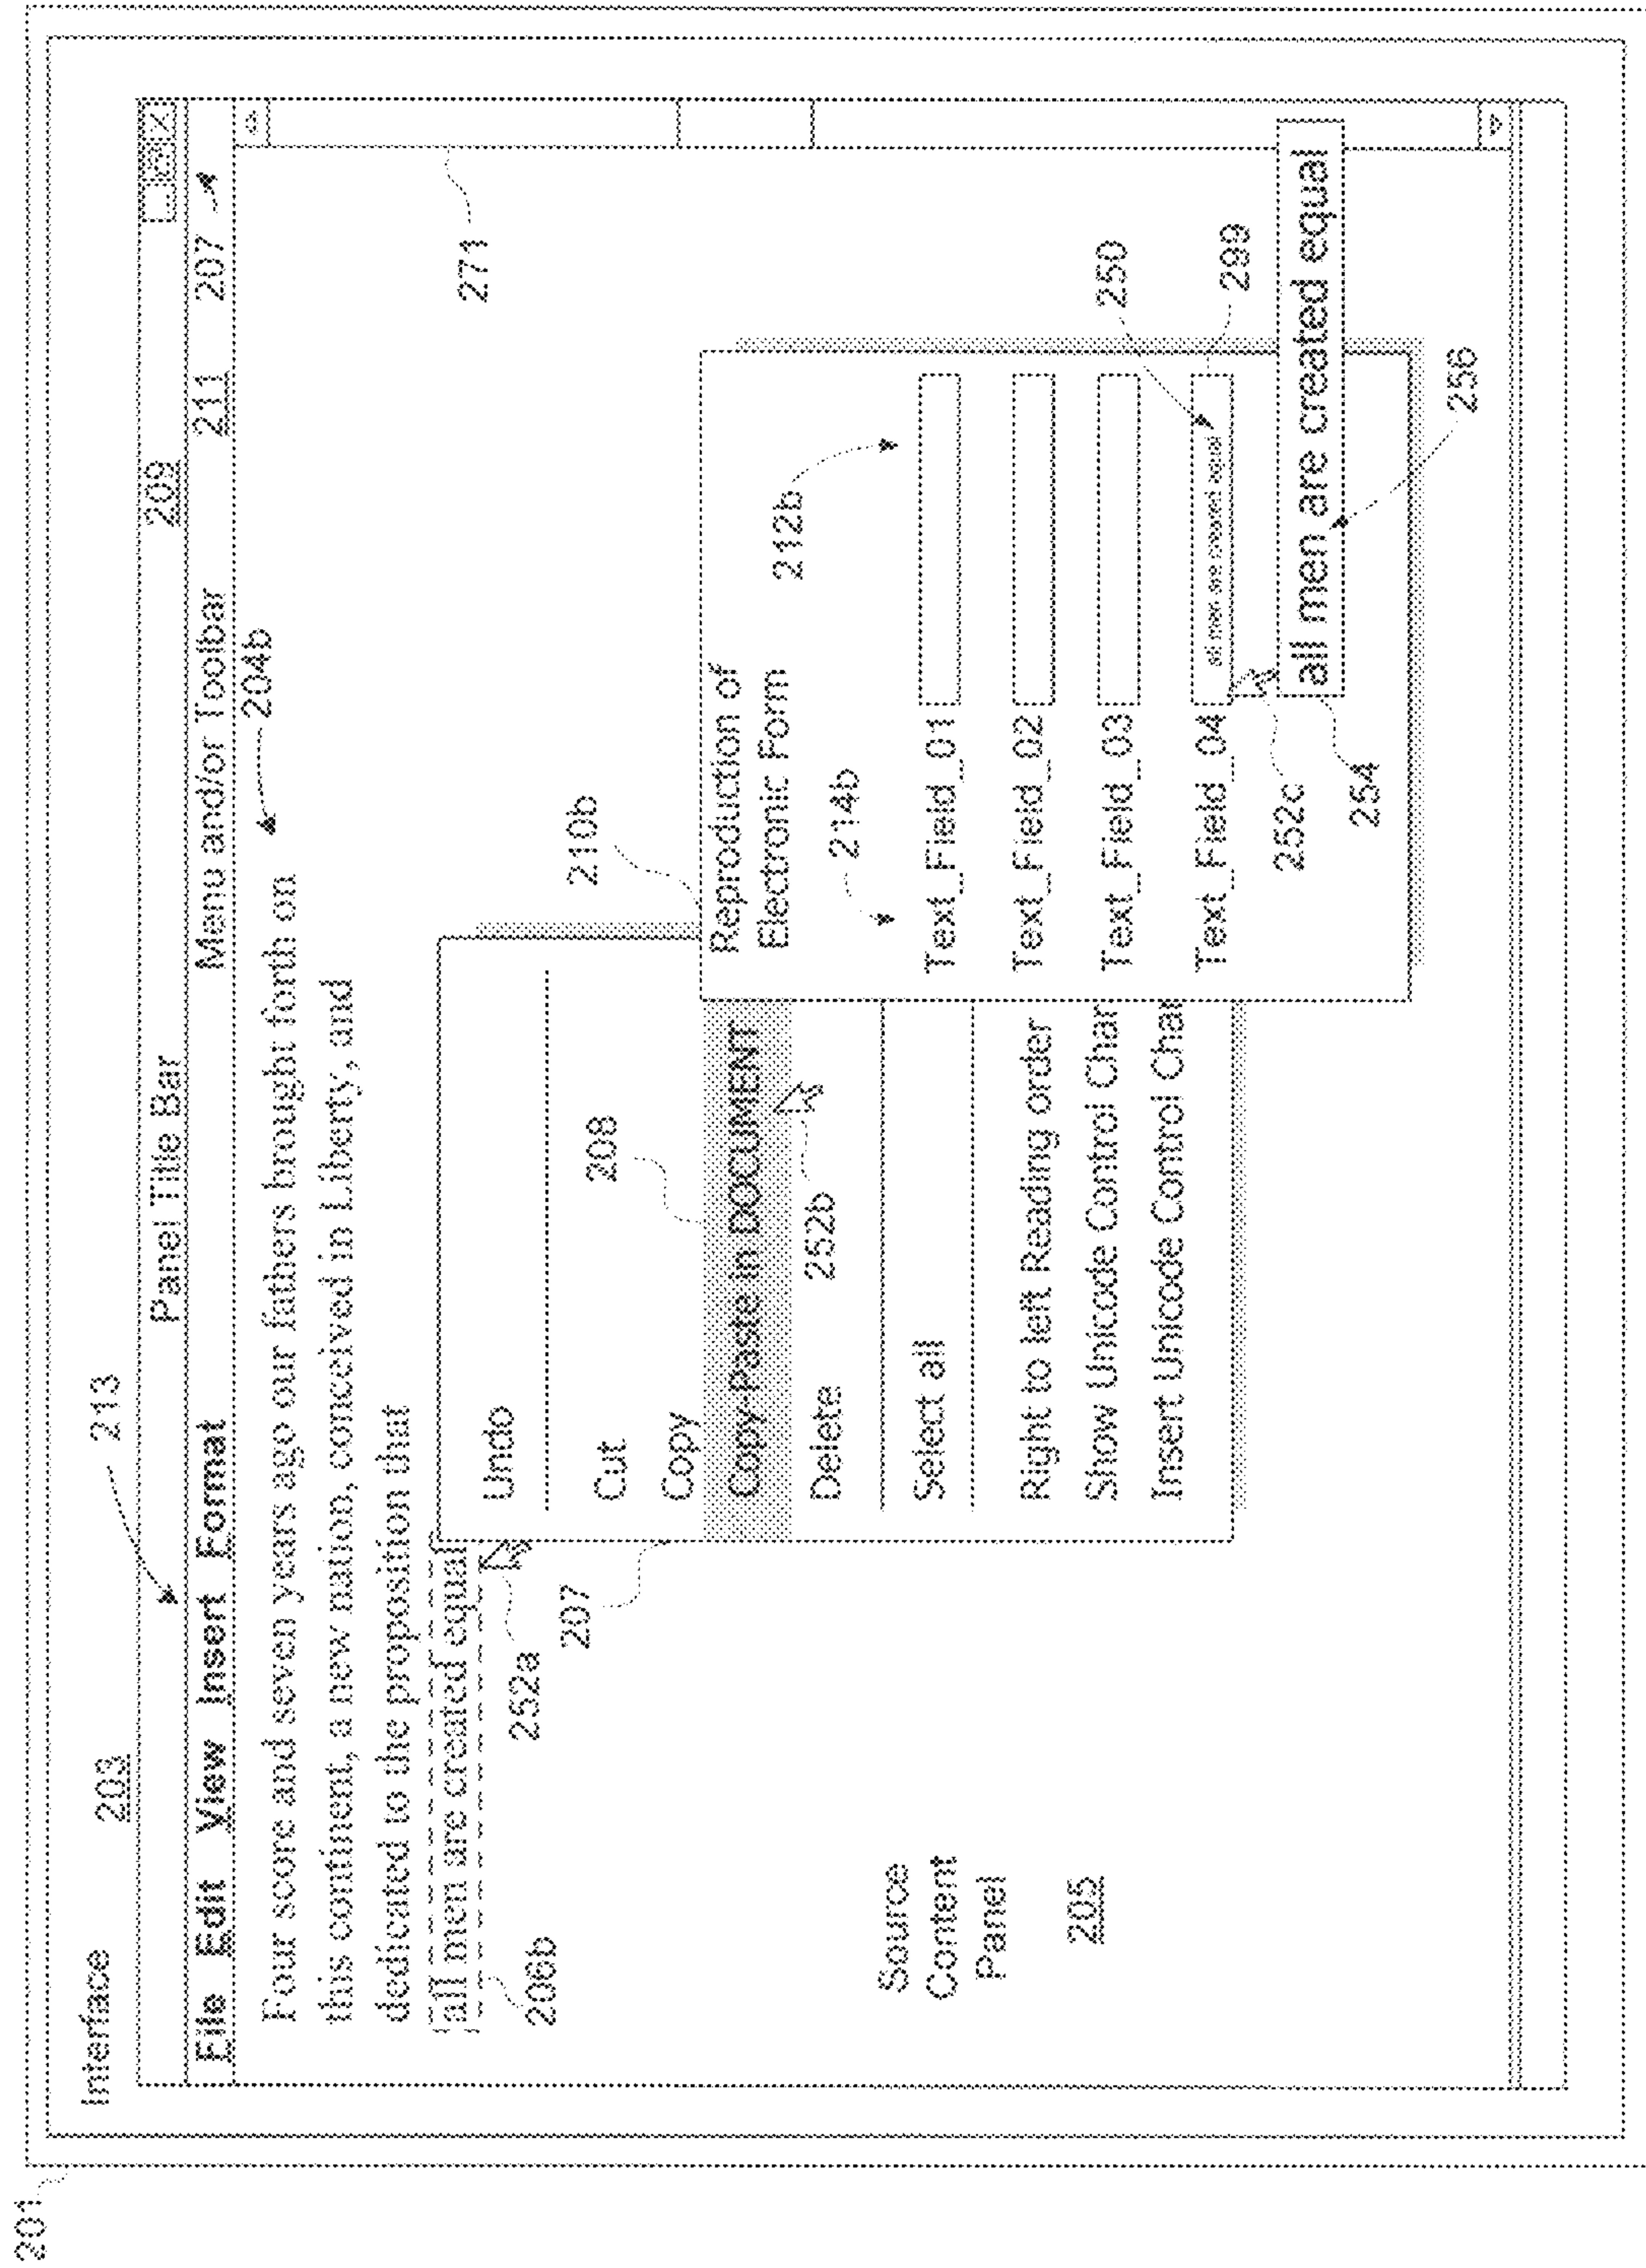 201
Interface
203
213
Panel Title Bar
209
File Edit View Insert Format
Menu and/or Toolbar
211
207
204b
Four score and seven years ago our fathers brought forth on
this continent, a new nation, conceived in Liberty, and
dedicated to the proposition that
all men are created equal
206b
252a
207
271
Undo
Cut
Copy
Copy-Paste in DOCUMENT
Delete
Select all
Right to left Reading order
Show Unicode Control Char
Insert Unicode Control Char
208
252b
210b
Reproduction of
Electronic Form
212b
214b
Text_Field_01
Text_Field_02
Text_Field_03
Text_Field_04
all men are created equal
250
299
252c
254
all men are created equal
256
Source
Content
Panel
205